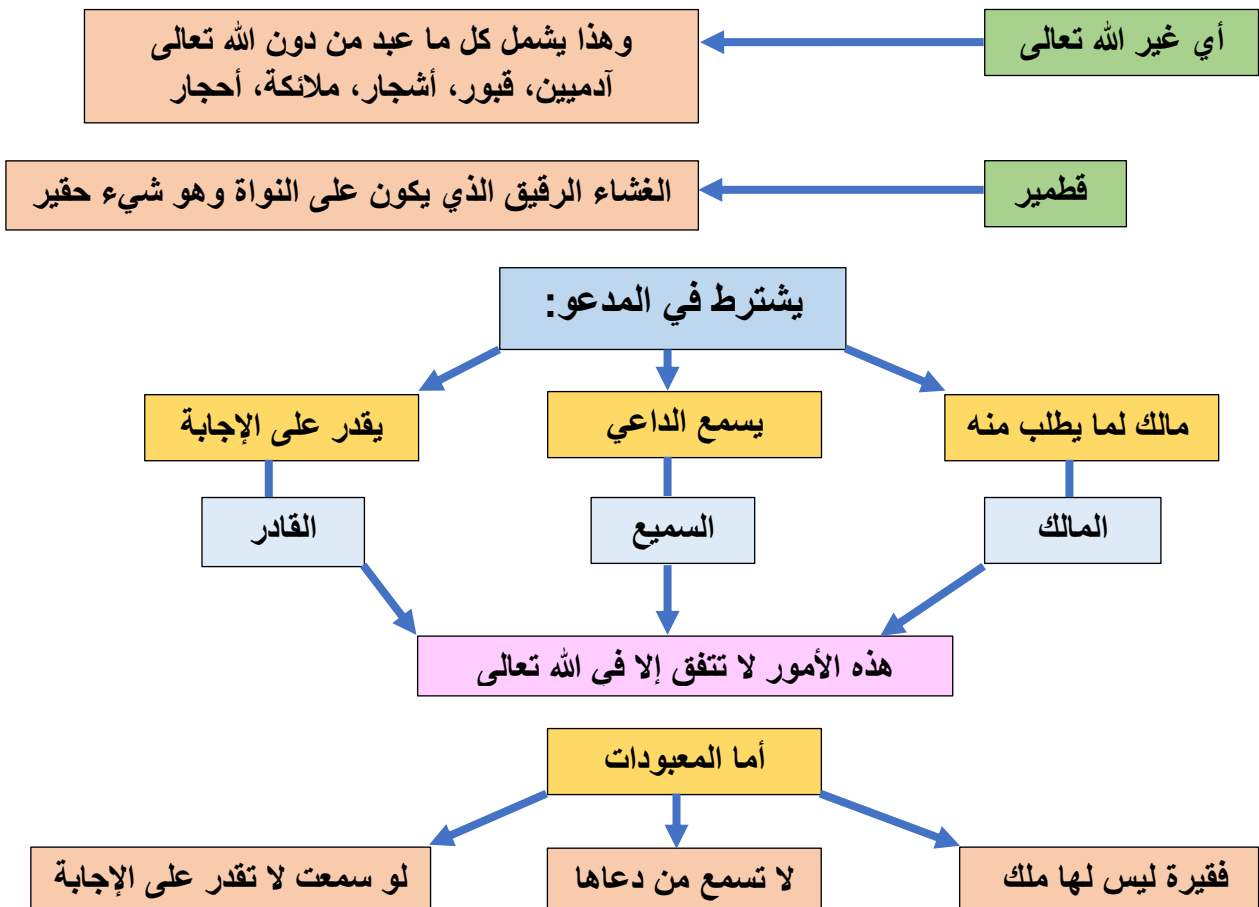 أي غير الله تعالى
وهذا يشمل كل ما عبد من دون الله تعالى
آدميين، قبور، أشجار، ملائكة، أحجار
قطمير
الغشاء الرقيق الذي يكون على النواة وهو شيء حقير
يشترط في المدعو:
مالك لما يطلب منه
يسمع الداعي
يقدر على الإجابة
المالك
السميع
القادر
هذه الأمور لا تتفق إلا في الله تعالى
أما المعبودات
فقيرة ليس لها ملك
لا تسمع من دعاها
لو سمعت لا تقدر على الإجابة